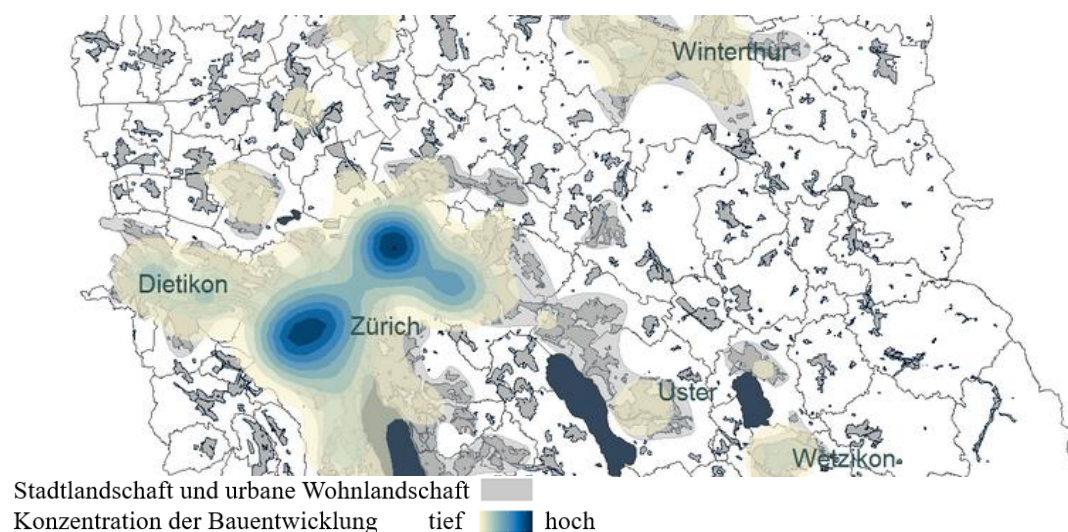 Winterthur
Dietikon
Zürich
Uster
Wetzikon
Stadtlandschaft und urbane Wohnlandschaft
Konzentration der Bauentwicklung tief hoch